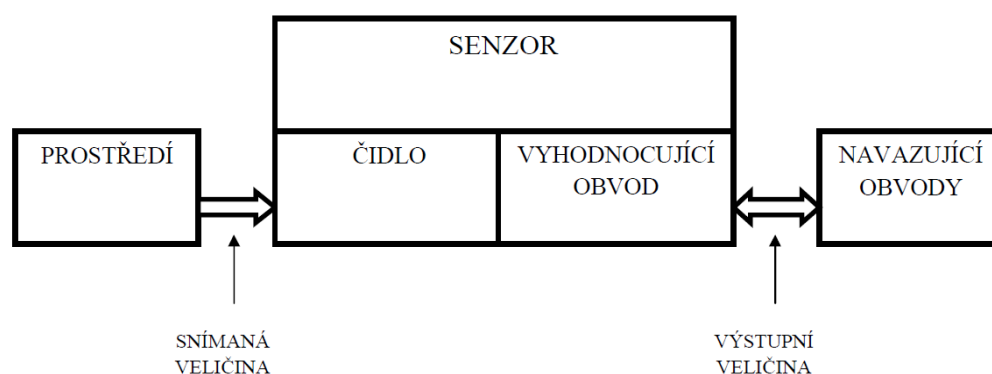 SENZOR
PROSTŘEDÍ
ČIDLO
VYHODNOCUJÍCÍ
OBVOD
NAVAZUJÍCÍ
OBVODY
SNÍMANÁ
VELIČINA
VÝSTUPNÍ
VELIČINA